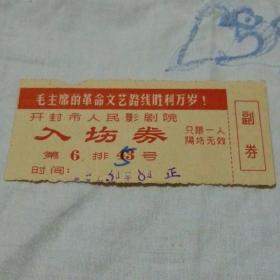 毛主席的革命文艺路线胜利万岁！
开封市人民影剧院
入场券
只限一人
隔场无效
第6排 号
时间：
副券